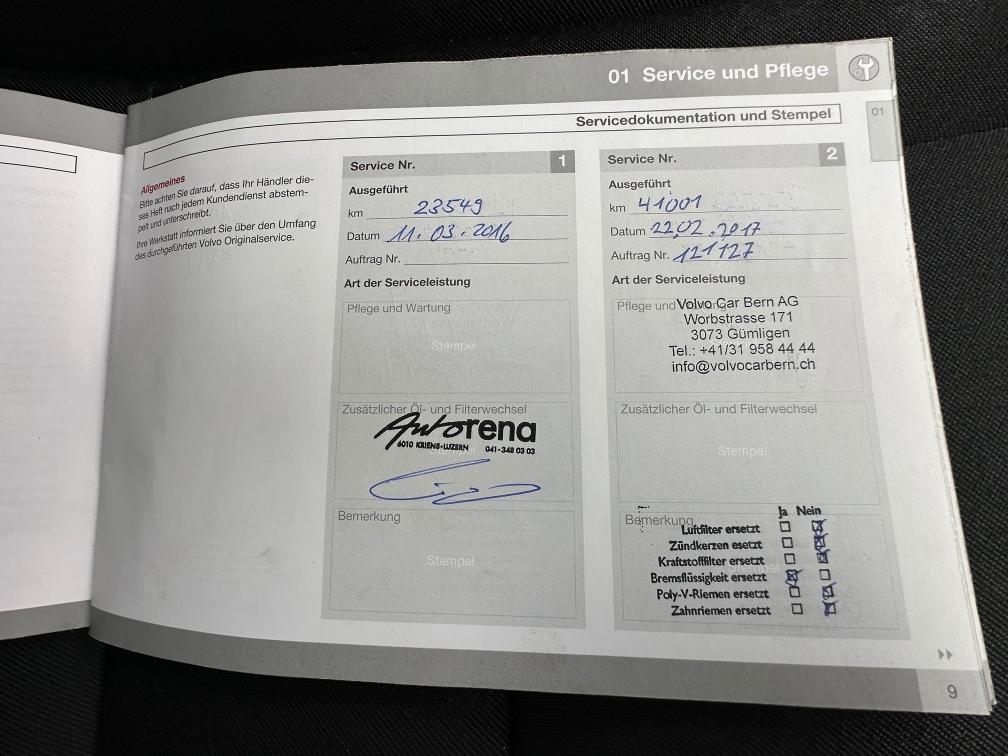 01 Service und Pflege
01
Servicedokumentation und Stempel
Allgemeines
Bitte achten Sie darauf, dass Ihr Händler die-
ses Heft nach jedem Kundendienst abstem-
pelt und unterschreibt.
Ihre Werkstatt informiert Sie über den Umfang
des durchgeführten Volvo Originalservice.
Service Nr. 1
Ausgeführt
km 23549
Datum 11.03.2016
Auftrag Nr.
Art der Serviceleistung
Pflege und Wartung
Stempel
Zusätzlicher Öl- und Filterwechsel
Autorena
6010 KRIENS-LUZERN 041-348 03 03
Bemerkung
Stempel
Service Nr. 2
Ausgeführt
km 41001
Datum 22.02.2017
Auftrag Nr. 121127
Art der Serviceleistung
Pflege und Wartung
Volvo Car Bern AG
Worbstrasse 171
3073 Gümligen
Tel.: +41/31 958 44 44
info@volvocarbern.ch
Zusätzlicher Öl- und Filterwechsel
Stempel
Bemerkung
Ja Nein
Luftfilter ersetzt
Zündkerzen esetzt
Kraftstofffilter ersetzt
Stempel
Bremsflüssigkeit ersetzt
Poly-V-Riemen ersetzt
Zahnriemen ersetzt
9